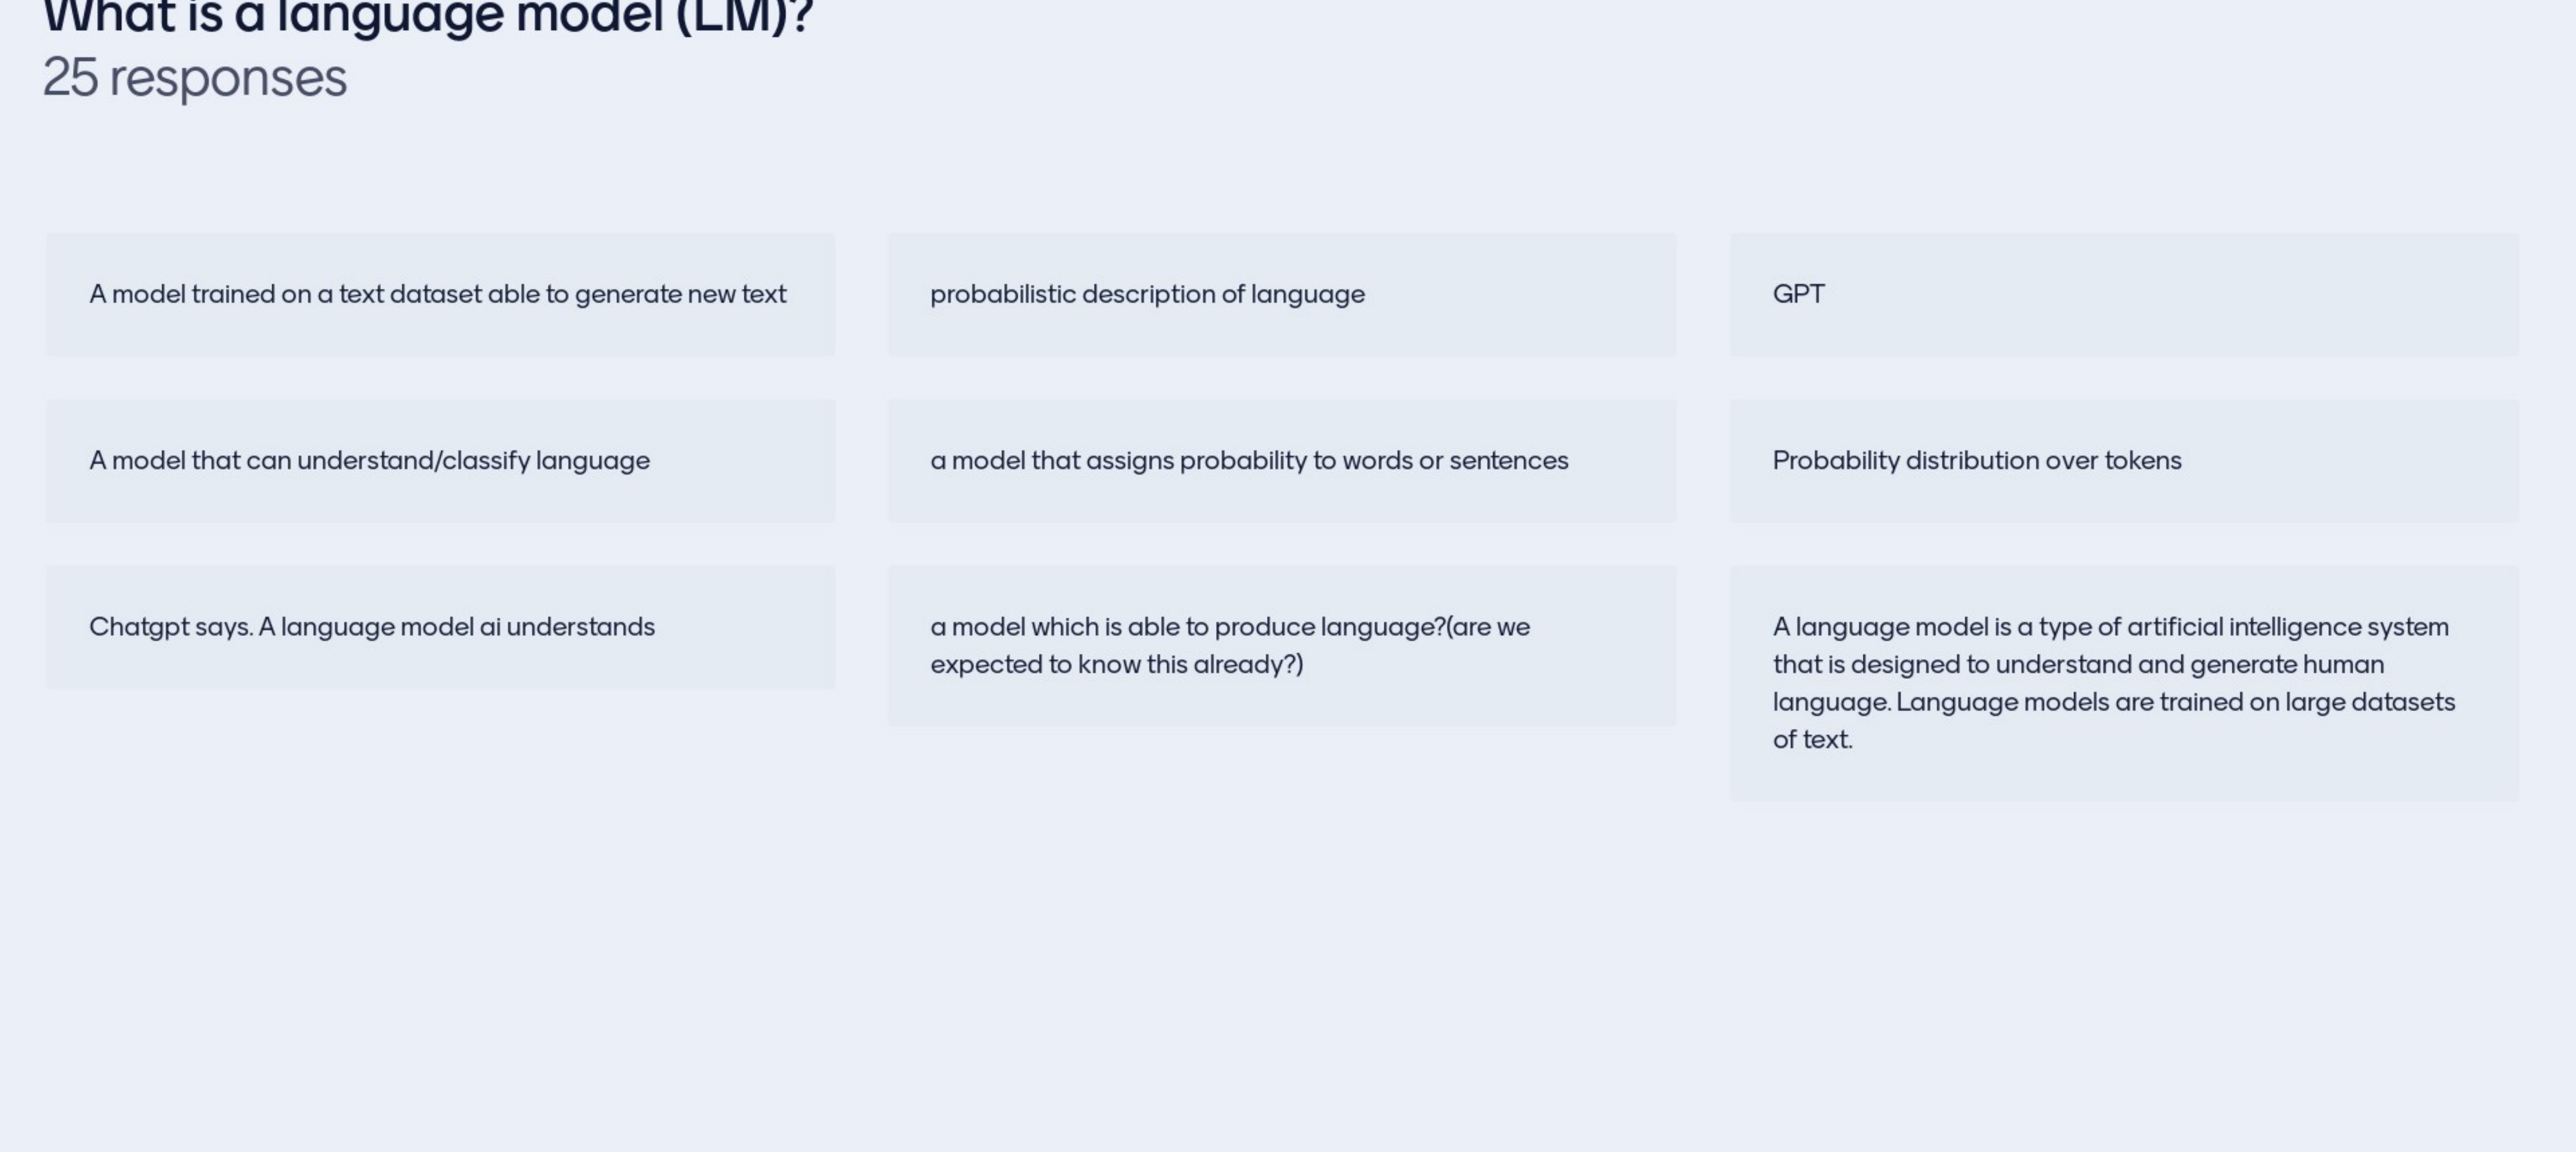 What is a language model (LM)?
25 responses
A model trained on a text dataset able to generate new text
probabilistic description of language
GPT
A model that can understand/classify language
a model that assigns probability to words or sentences
Probability distribution over tokens
Chatgpt says. A language model ai understands
a model which is able to produce language?(are we
expected to know this already?)
A language model is a type of artificial intelligence system
that is designed to understand and generate human
language. Language models are trained on large datasets
of text.